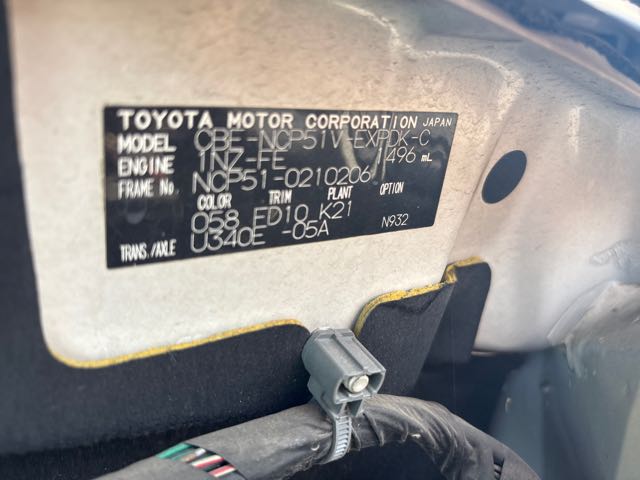 TOYOTA MOTOR CORPORATION JAPAN
MODEL CBE-NCP51V-EXPDK-C
ENGINE 1NZ-FE 1496 mL
FRAME No. NCP51-0210206
COLOR TRIM PLANT OPTION
058 ED10 K21
TRANS./AXLE U340E -05A N932